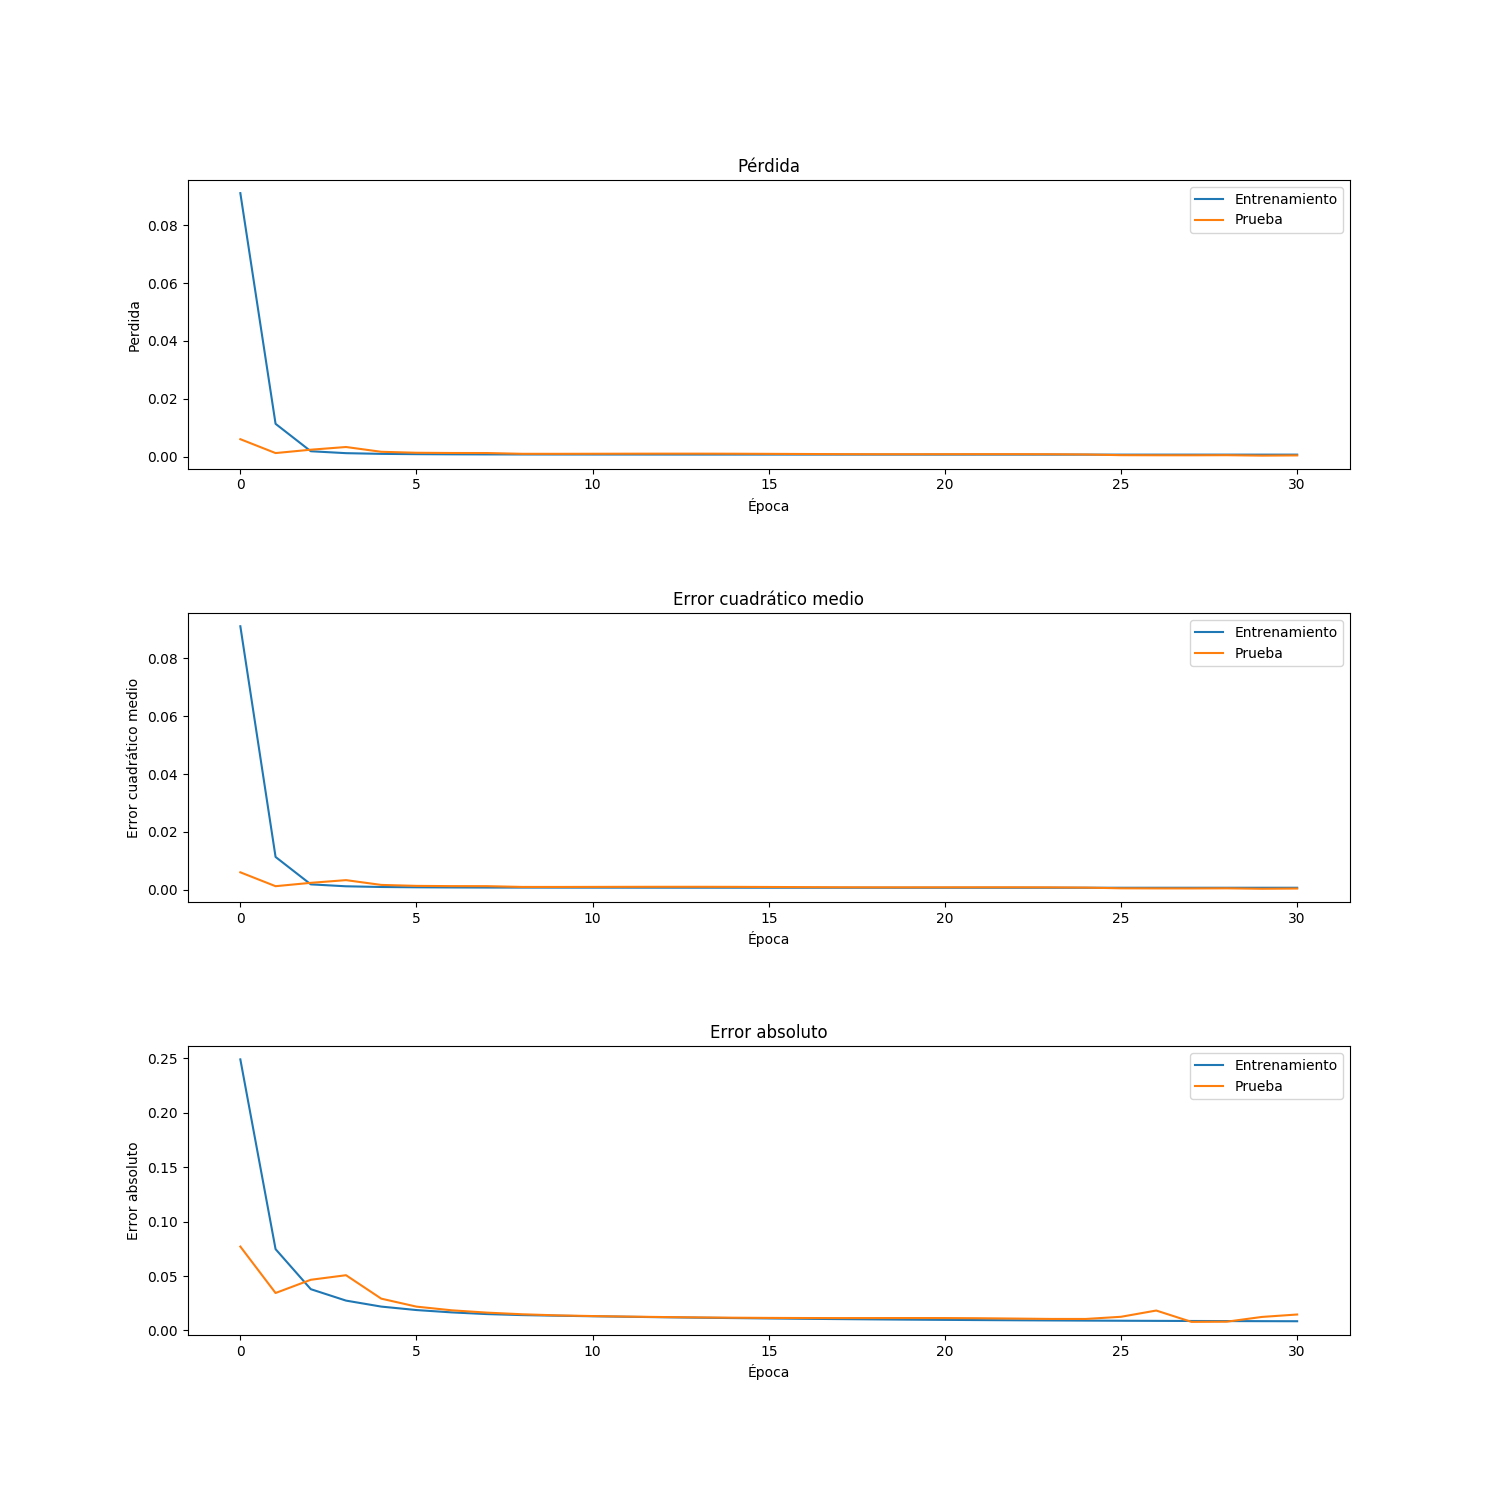 Pérdida
Entrenamiento
Prueba
0.08
0.06
0.04
0.02
0.00
Perdida
0 5 10 15 20 25 30
Época
Error cuadrático medio
Entrenamiento
Prueba
0.08
0.06
0.04
0.02
0.00
Error cuadrático medio
0 5 10 15 20 25 30
Época
Error absoluto
Entrenamiento
Prueba
0.25
0.20
0.15
0.10
0.05
0.00
Error absoluto
0 5 10 15 20 25 30
Época